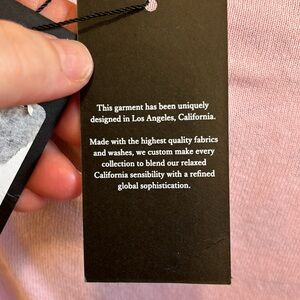 This garment has been uniquely
designed in Los Angeles, California.
Made with the highest quality fabrics
and washes, we custom make every
collection to blend our relaxed
California sensibility with a refined
global sophistication.